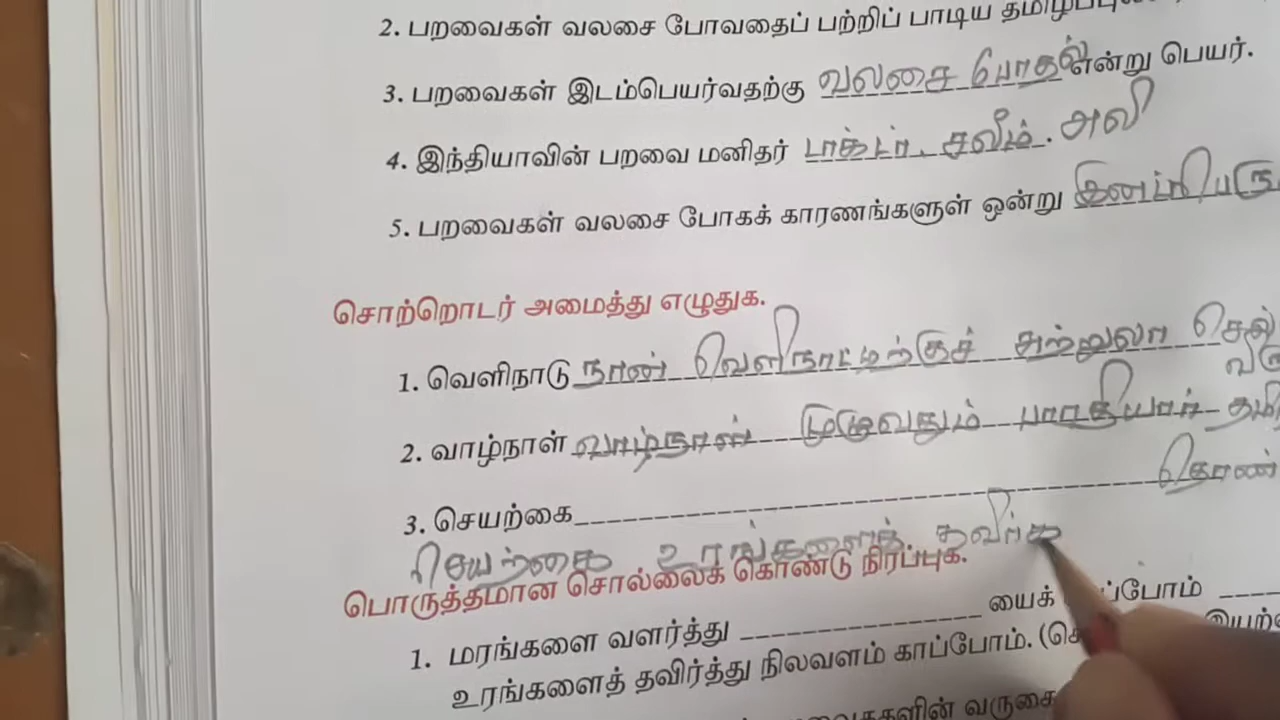 2. பறவைகள் வலசை போவதைப் பற்றிப் பாடிய
3. பறவைகள் இடம்பெயர்வதற்கு வலசை போதல் என்று பெயர்.
4. இந்தியாவின் பறவை மனிதர் டாக்டர். சலீம். அலி
5. பறவைகள் வலசை போகக் காரணங்களுள் ஒன்று
சொற்றொடர் அமைத்து எழுதுக.
1. வெளிநாடு நான் வெளிநாட்டிற்குச் சுற்றுலா
2. வாழ்நாள் வாழ்நாள் முழுவதும் பாரதியார்
3. செயற்கை
செயற்கை உரங்களைத் தவிர்க
பொருத்தமான சொல்லைக் கொண்டு நிரப்புக.
1. மரங்களை வளர்த்து யைக்
உரங்களைத் தவிர்த்து நிலவளம் காப்போம்.